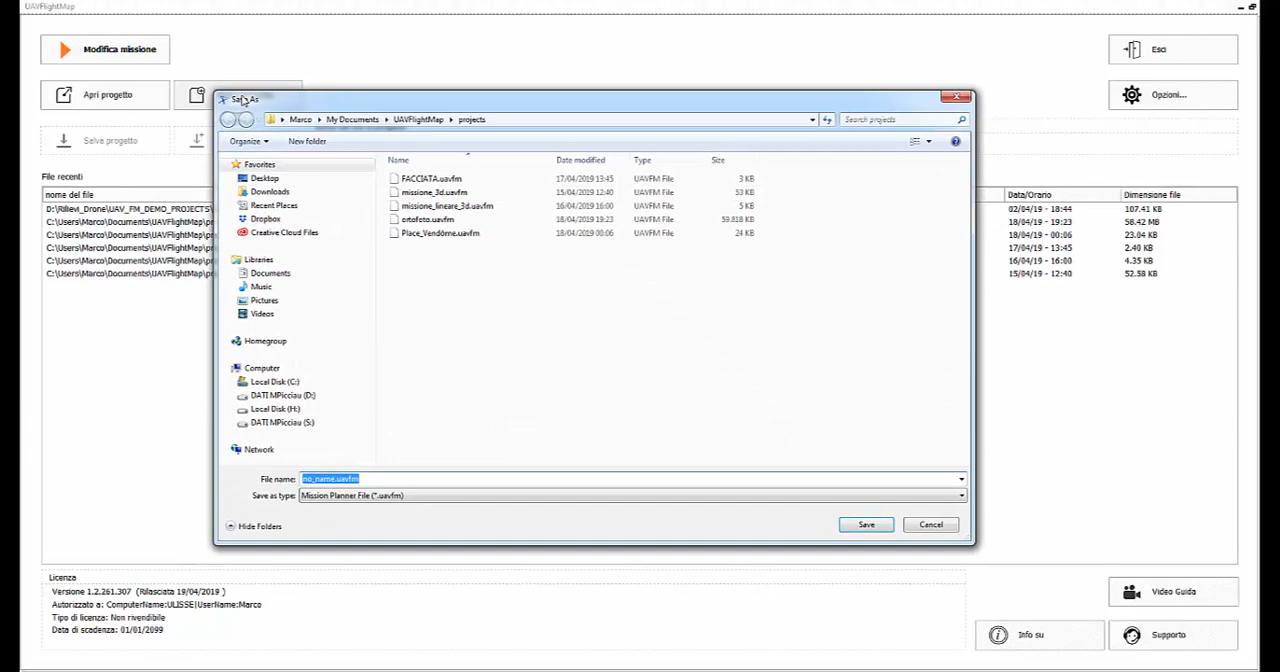 UAVFlightMap
Modifica missione
Esci
Apri progetto
Opzioni...
Save As
Marco
My Documents
UAVFlightMap
projects
Search projects
Salve progetto
Organize
New folder
File recenti
Name
Date modified
Type
Size
nome del file
Data/Orario
Dimensione file
D:\Rilievi_Drone\UAV_FM_DEMO_PROJECTS\
02/04/19 - 18:44
107.41 KB
C:\Users\Marco\Documents\UAVFlightMap\pr
18/04/19 - 19:23
58.42 MB
C:\Users\Marco\Documents\UAVFlightMap\pr
18/04/19 - 00:06
23.04 KB
C:\Users\Marco\Documents\UAVFlightMap\pr
17/04/19 - 13:45
2.40 KB
C:\Users\Marco\Documents\UAVFlightMap\pr
16/04/19 - 16:00
4.35 KB
C:\Users\Marco\Documents\UAVFlightMap\pr
15/04/19 - 12:40
52.58 KB
FACCIATA.uavfm 17/04/2019 13:45 UAVFM File 3 KB
missione_3d.uavfm 15/04/2019 12:40 UAVFM File 53 KB
missione_lineare_3d.uavfm 16/04/2019 16:00 UAVFM File 5 KB
ortofoto.uavfm 18/04/2019 19:23 UAVFM File 59.818 KB
Place_Vendôme.uavfm 18/04/2019 00:06 UAVFM File 24 KB
Favorites
Desktop
Downloads
Recent Places
Dropbox
Creative Cloud Files
Libraries
Documents
Music
Pictures
Videos
Homegroup
Computer
Local Disk (C:)
DATI MPicciau (D:)
Local Disk (H:)
DATI MPicciau (S:)
Network
File name: no_name.uavfm
Save as type: Mission Planner File (*.uavfm)
Hide Folders
Save
Cancel
Licenza
Versione 1.2.261.307 (Rilasciata 19/04/2019 )
Autorizzato a: ComputerName:ULISSE|UserName:Marco
Tipo di licenza: Non rivendibile
Data di scadenza: 01/01/2099
Video Guida
Info su
Supporto